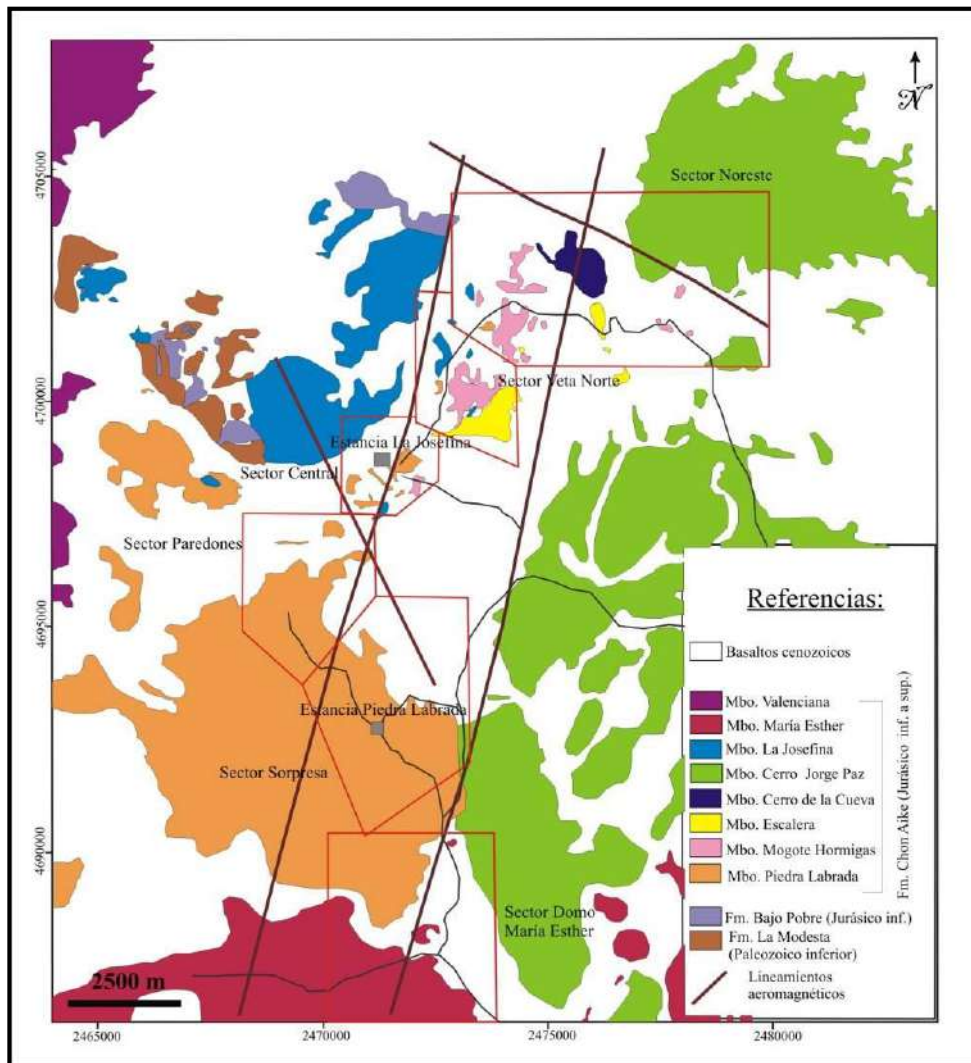 N
4705000
Sector Noreste
4700000
Sector Veta Norte
Estancia La Josefina
Sector Central
Sector Paredones
4695000
Estancia Piedra Labrada
Sector Sorpresa
4690000
Sector Domo
María Esther
2500 m
2465000
2470000
2475000
2480000
Referencias:
Basaltos cenozoicos
Mbo. Valenciana
Mbo. María Esther
Mbo. La Josefina
Mbo. Cerro Jorge Paz
Mbo. Cerro de la Cueva
Mbo. Escalera
Mbo. Mogote Hormigas
Mbo. Piedra Labrada
Fm. Chon Aike (Jurásico inf. a sup.)
Fm. Bajo Pobre (Jurásico inf.)
Fm. La Modesta
(Paleozoico inferior)
Lineamientos
aeromagnéticos